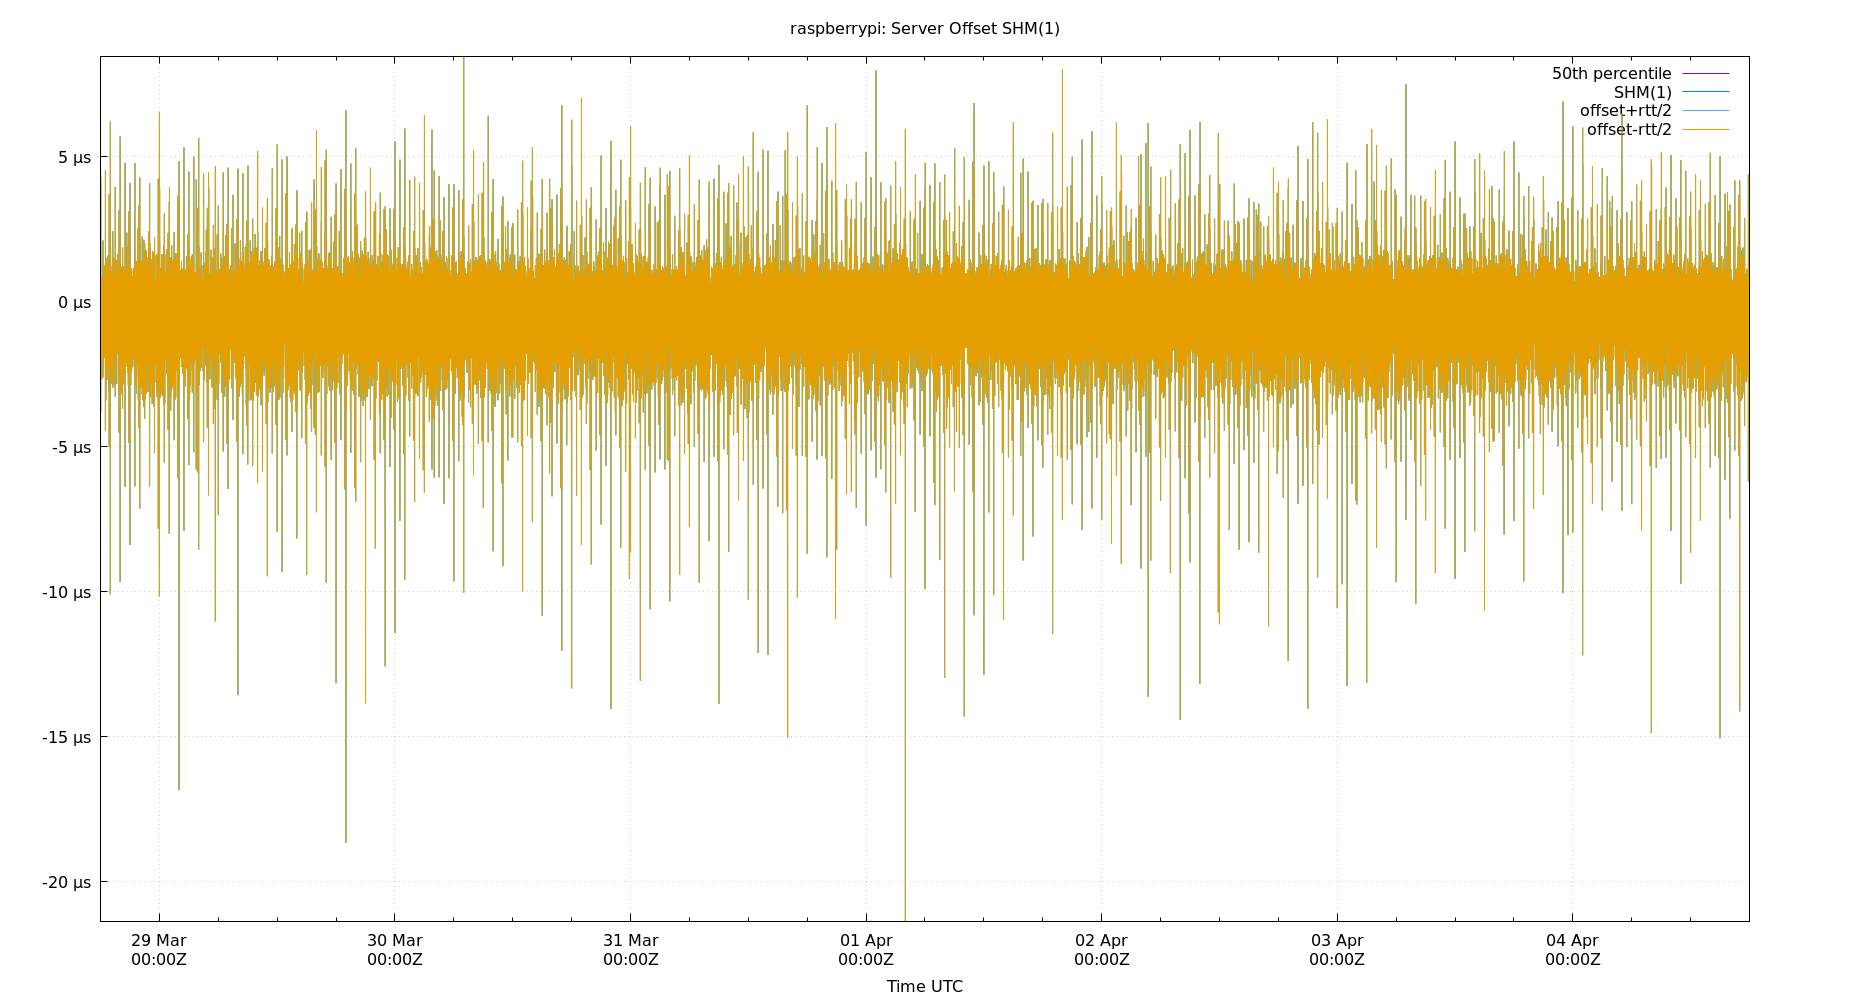 raspberrypi: Server Offset SHM(1)
50th percentile
SHM(1)
offset+rtt/2
offset-rtt/2
5 µs
0 µs
-5 µs
-10 µs
-15 µs
-20 µs
29 Mar
00:00Z
30 Mar
00:00Z
31 Mar
00:00Z
01 Apr
00:00Z
02 Apr
00:00Z
03 Apr
00:00Z
04 Apr
00:00Z
Time UTC